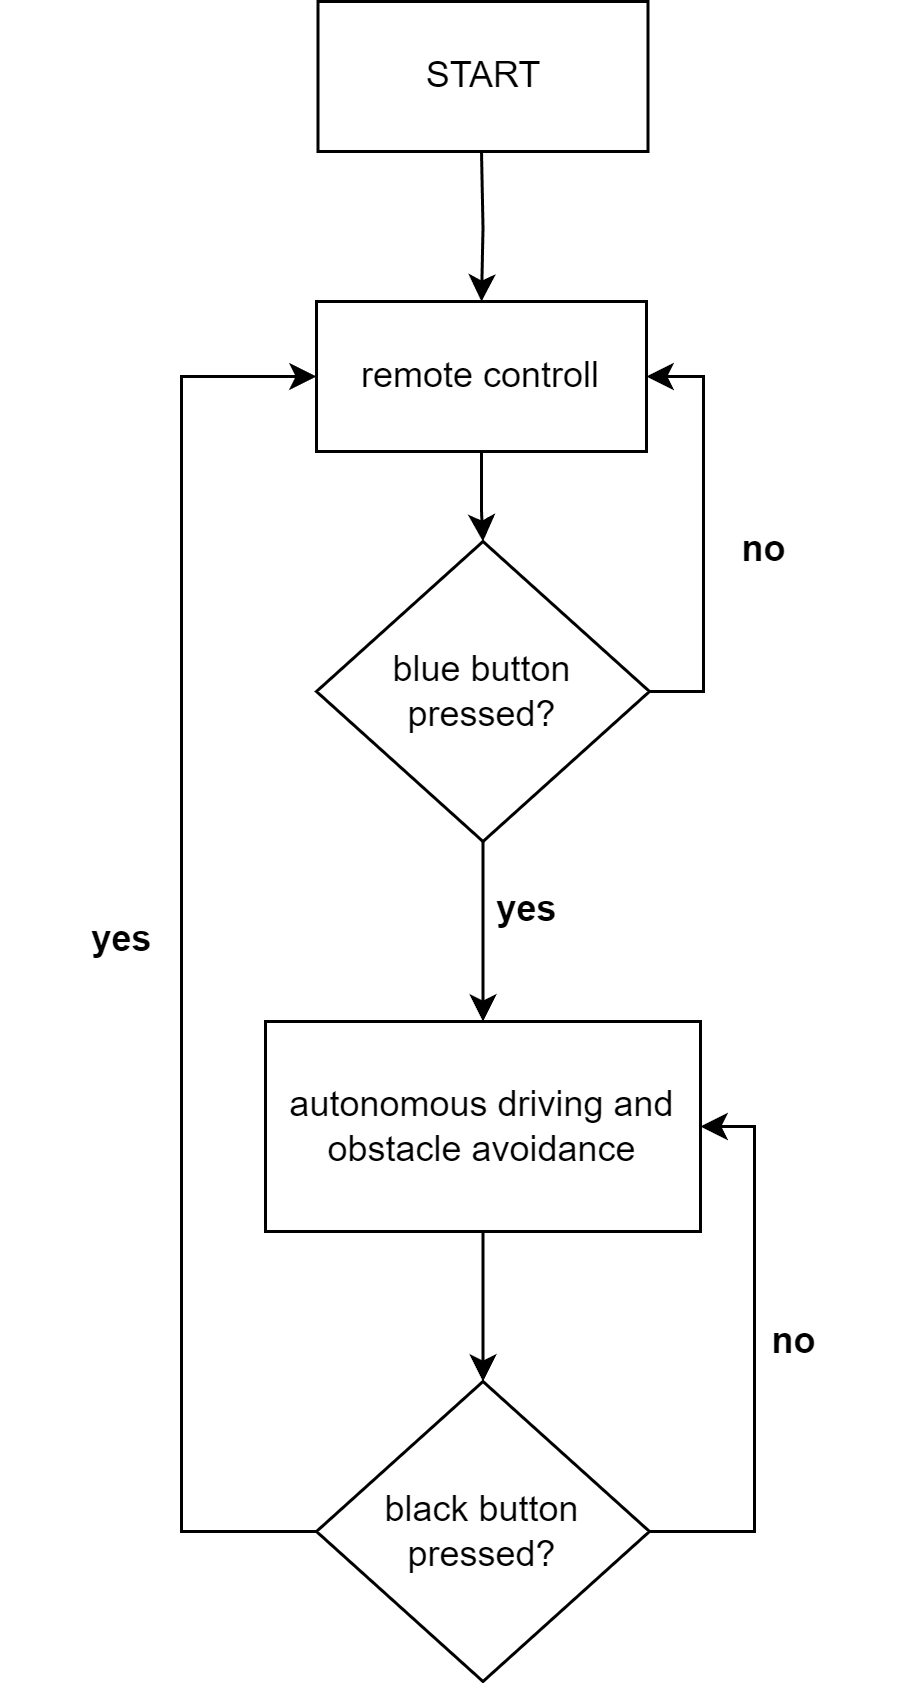 START
remote controll
no
blue button
pressed?
yes
yes
autonomous driving and
obstacle avoidance
no
black button
pressed?